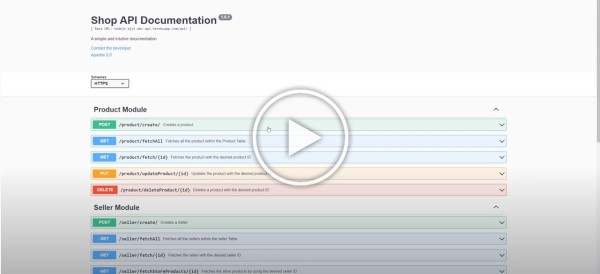 Shop API Documentation 1.0.1
A simple and intuitive documentation
Contact the developer
Apache 2.0
Schemes
HTTPS
Product Module
POST /product/create/ Creates a product
GET /product/fetchAll Fetches all the product within the Product Table
GET /product/fetch/{id} Fetches the product with the desired product ID
PUT /product/updateProduct/{id} Updates the product with the desired product
DELETE /product/deleteProduct/{id} Deletes a product with the desired product ID
Seller Module
POST /seller/create/ Creates a Seller
GET /seller/fetchAll Fetches all the sellers within the seller Table
GET /seller/fetch/{id} Fetches the seller with the desired seller ID
GET /seller/fetchStoreProducts/{id} Fetches the store products by using the desired seller ID